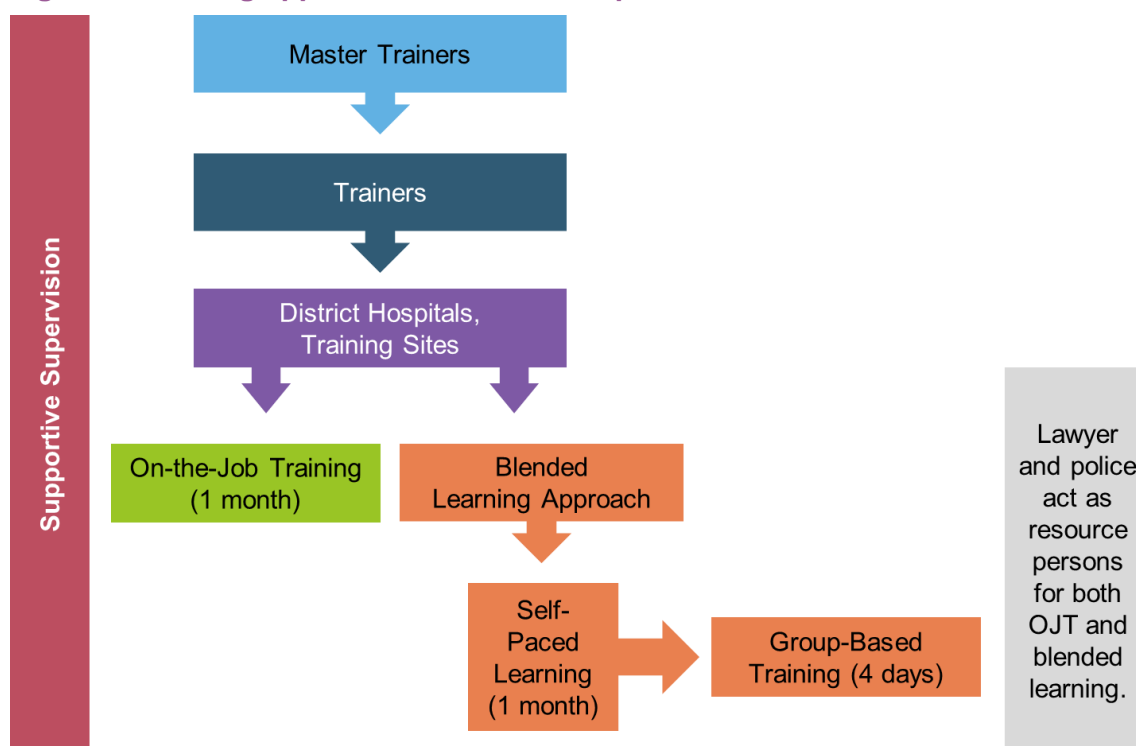 Master Trainers
Trainers
District Hospitals,
Training Sites
Supportive Supervision
On-the-Job Training
(1 month)
Blended
Learning Approach
Self-
Paced
Learning
(1 month)
Group-Based
Training (4 days)
Lawyer
and police
act as
resource
persons
for both
OJT and
blended
learning.